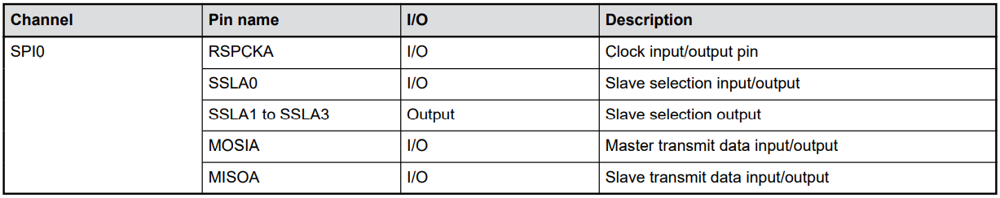 Channel Pin name I/O Description
SPI0 RSPCKA I/O Clock input/output pin
SSLA0 I/O Slave selection input/output
SSLA1 to SSLA3 Output Slave selection output
MOSIA I/O Master transmit data input/output
MISOA I/O Slave transmit data input/output